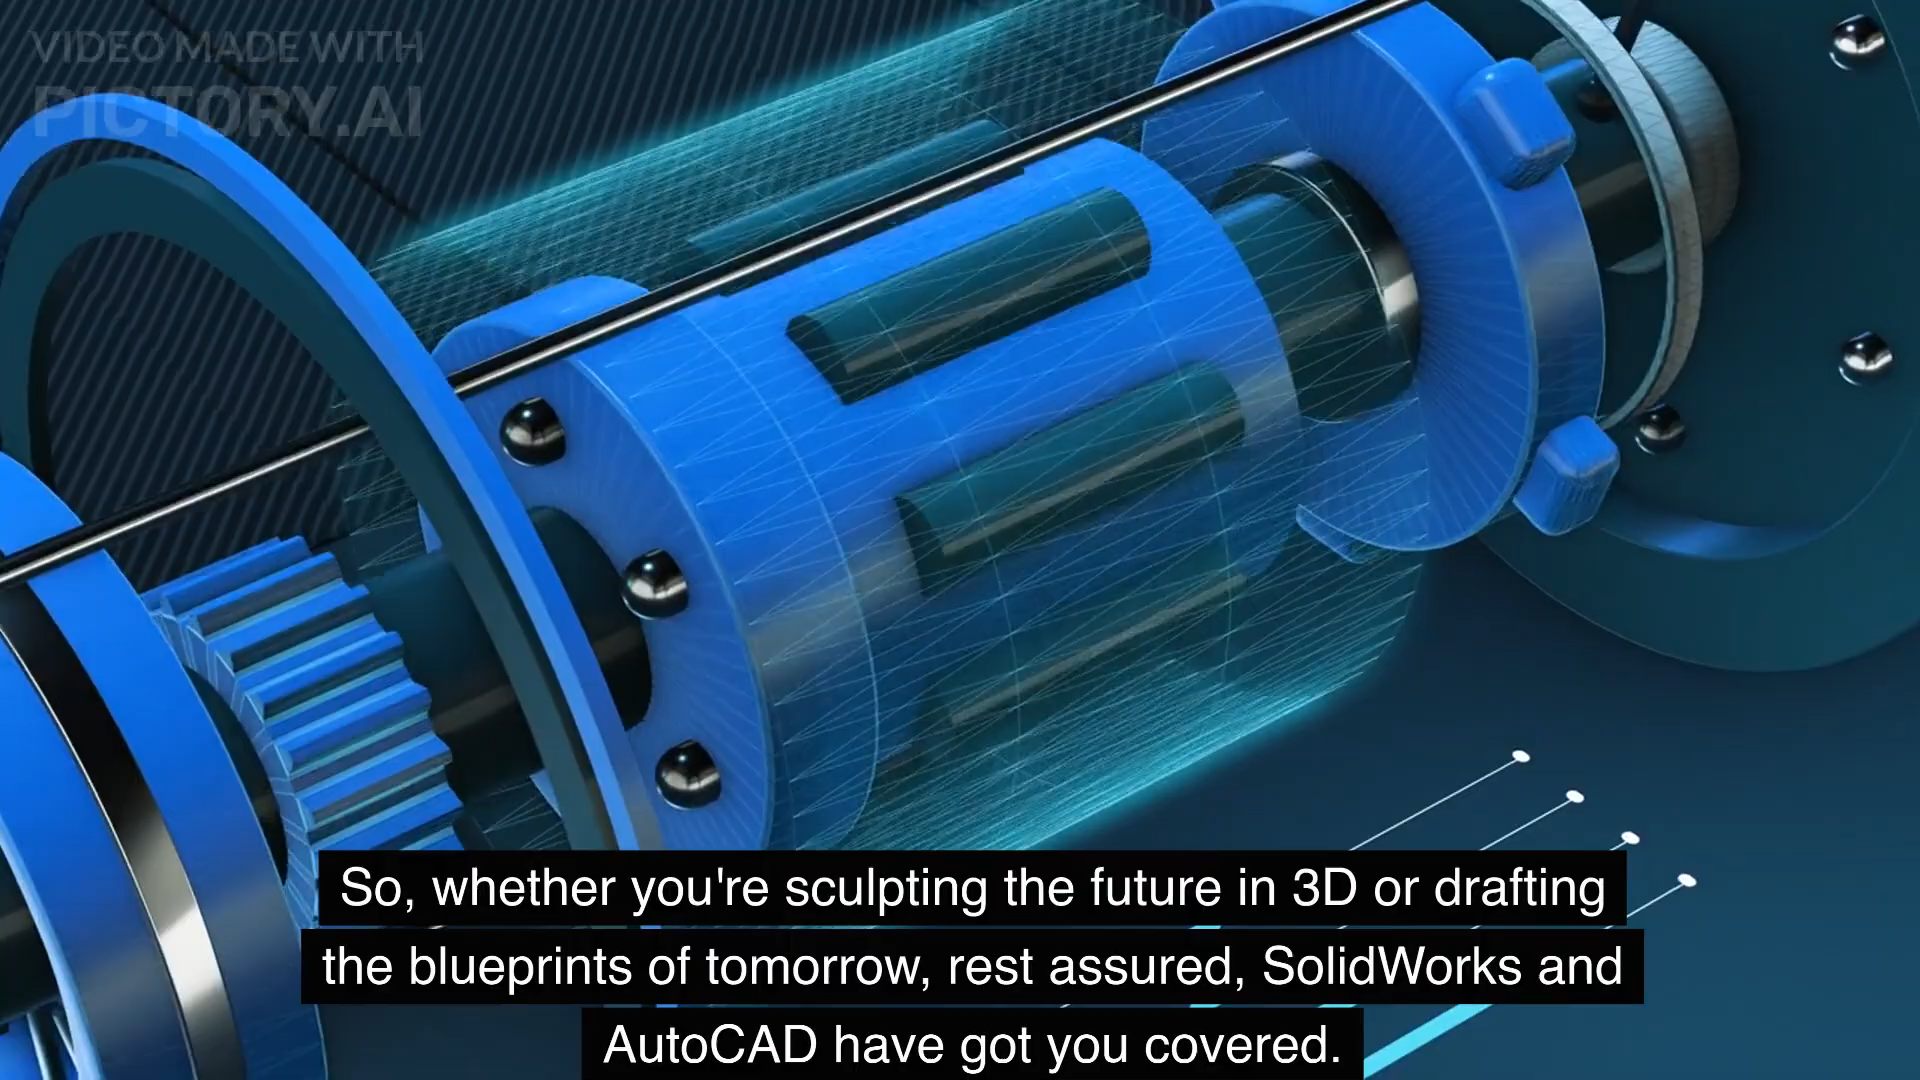 VIDEO MADE WITH
PICTORY.AI
So, whether you're sculpting the future in 3D or drafting
the blueprints of tomorrow, rest assured, SolidWorks and
AutoCAD have got you covered.